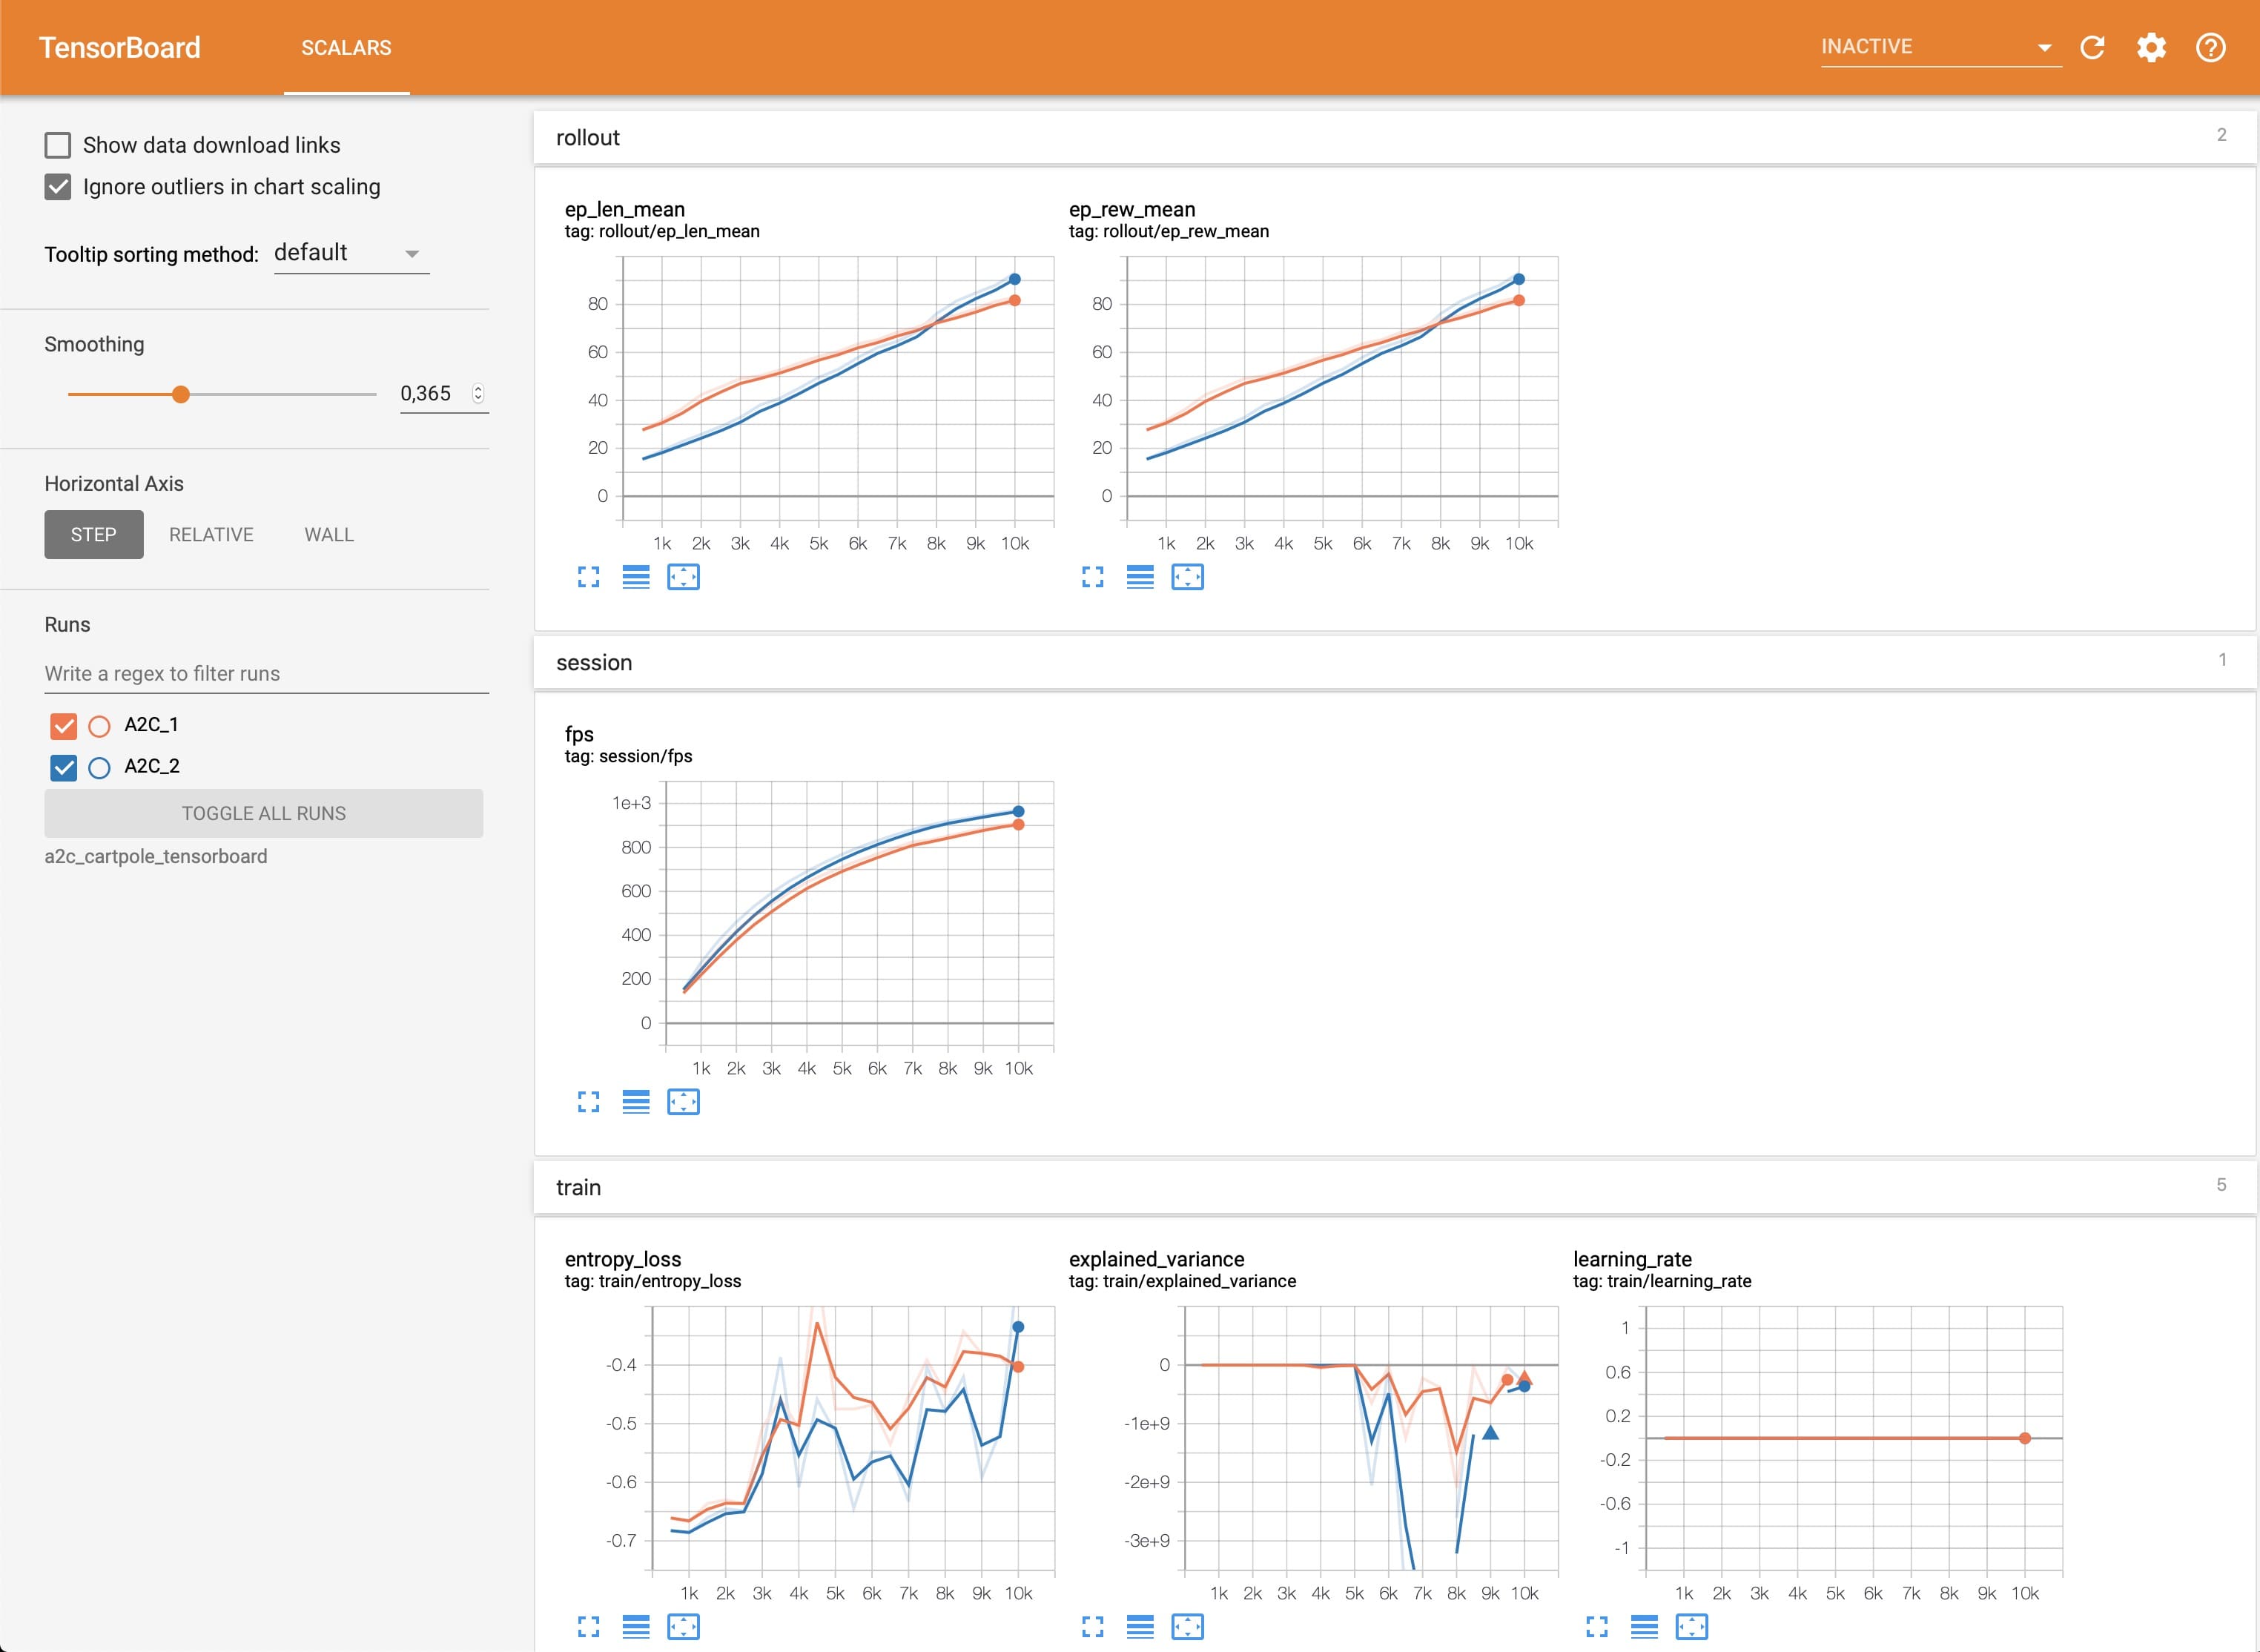 TensorBoard
SCALARS
INACTIVE
Show data download links
Ignore outliers in chart scaling
Tooltip sorting method: default
Smoothing
0,365
Horizontal Axis
STEP RELATIVE WALL
Runs
Write a regex to filter runs
A2C_1
A2C_2
TOGGLE ALL RUNS
a2c_cartpole_tensorboard
rollout 2
ep_len_mean
tag: rollout/ep_len_mean
80
60
40
20
0
1k 2k 3k 4k 5k 6k 7k 8k 9k 10k
ep_rew_mean
tag: rollout/ep_rew_mean
80
60
40
20
0
1k 2k 3k 4k 5k 6k 7k 8k 9k 10k
session 1
fps
tag: session/fps
1e+3
800
600
400
200
0
1k 2k 3k 4k 5k 6k 7k 8k 9k 10k
train 5
entropy_loss
tag: train/entropy_loss
-0.4
-0.5
-0.6
-0.7
1k 2k 3k 4k 5k 6k 7k 8k 9k 10k
explained_variance
tag: train/explained_variance
0
-1e+9
-2e+9
-3e+9
1k 2k 3k 4k 5k 6k 7k 8k 9k 10k
learning_rate
tag: train/learning_rate
1
0.6
0.2
-0.2
-0.6
-1
1k 2k 3k 4k 5k 6k 7k 8k 9k 10k